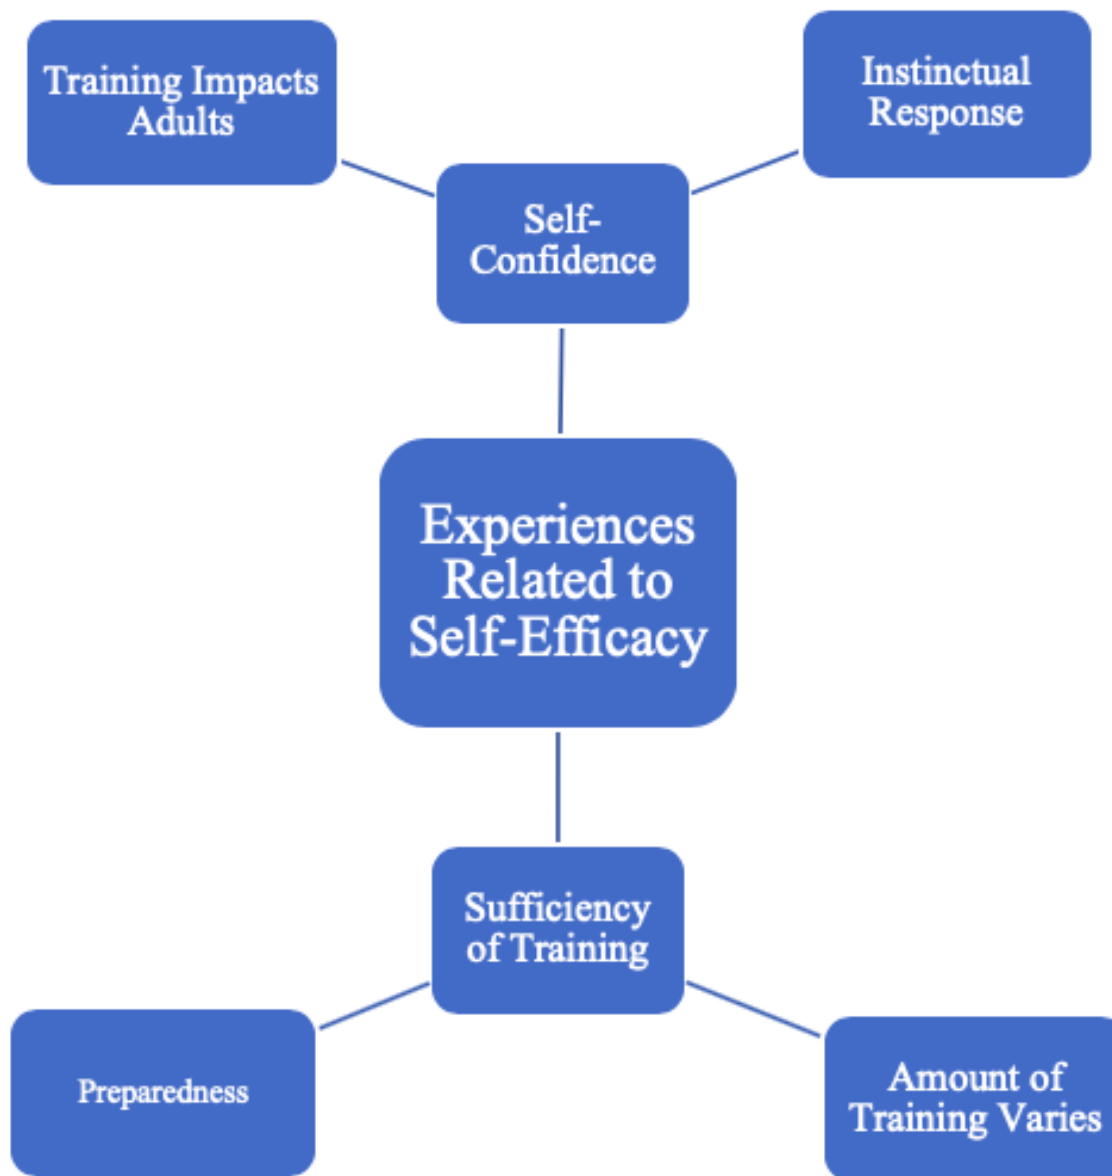 Training Impacts
Adults
Instinctual
Response
Self-
Confidence
Experiences
Related to
Self-Efficacy
Sufficiency
of Training
Preparedness
Amount of
Training Varies